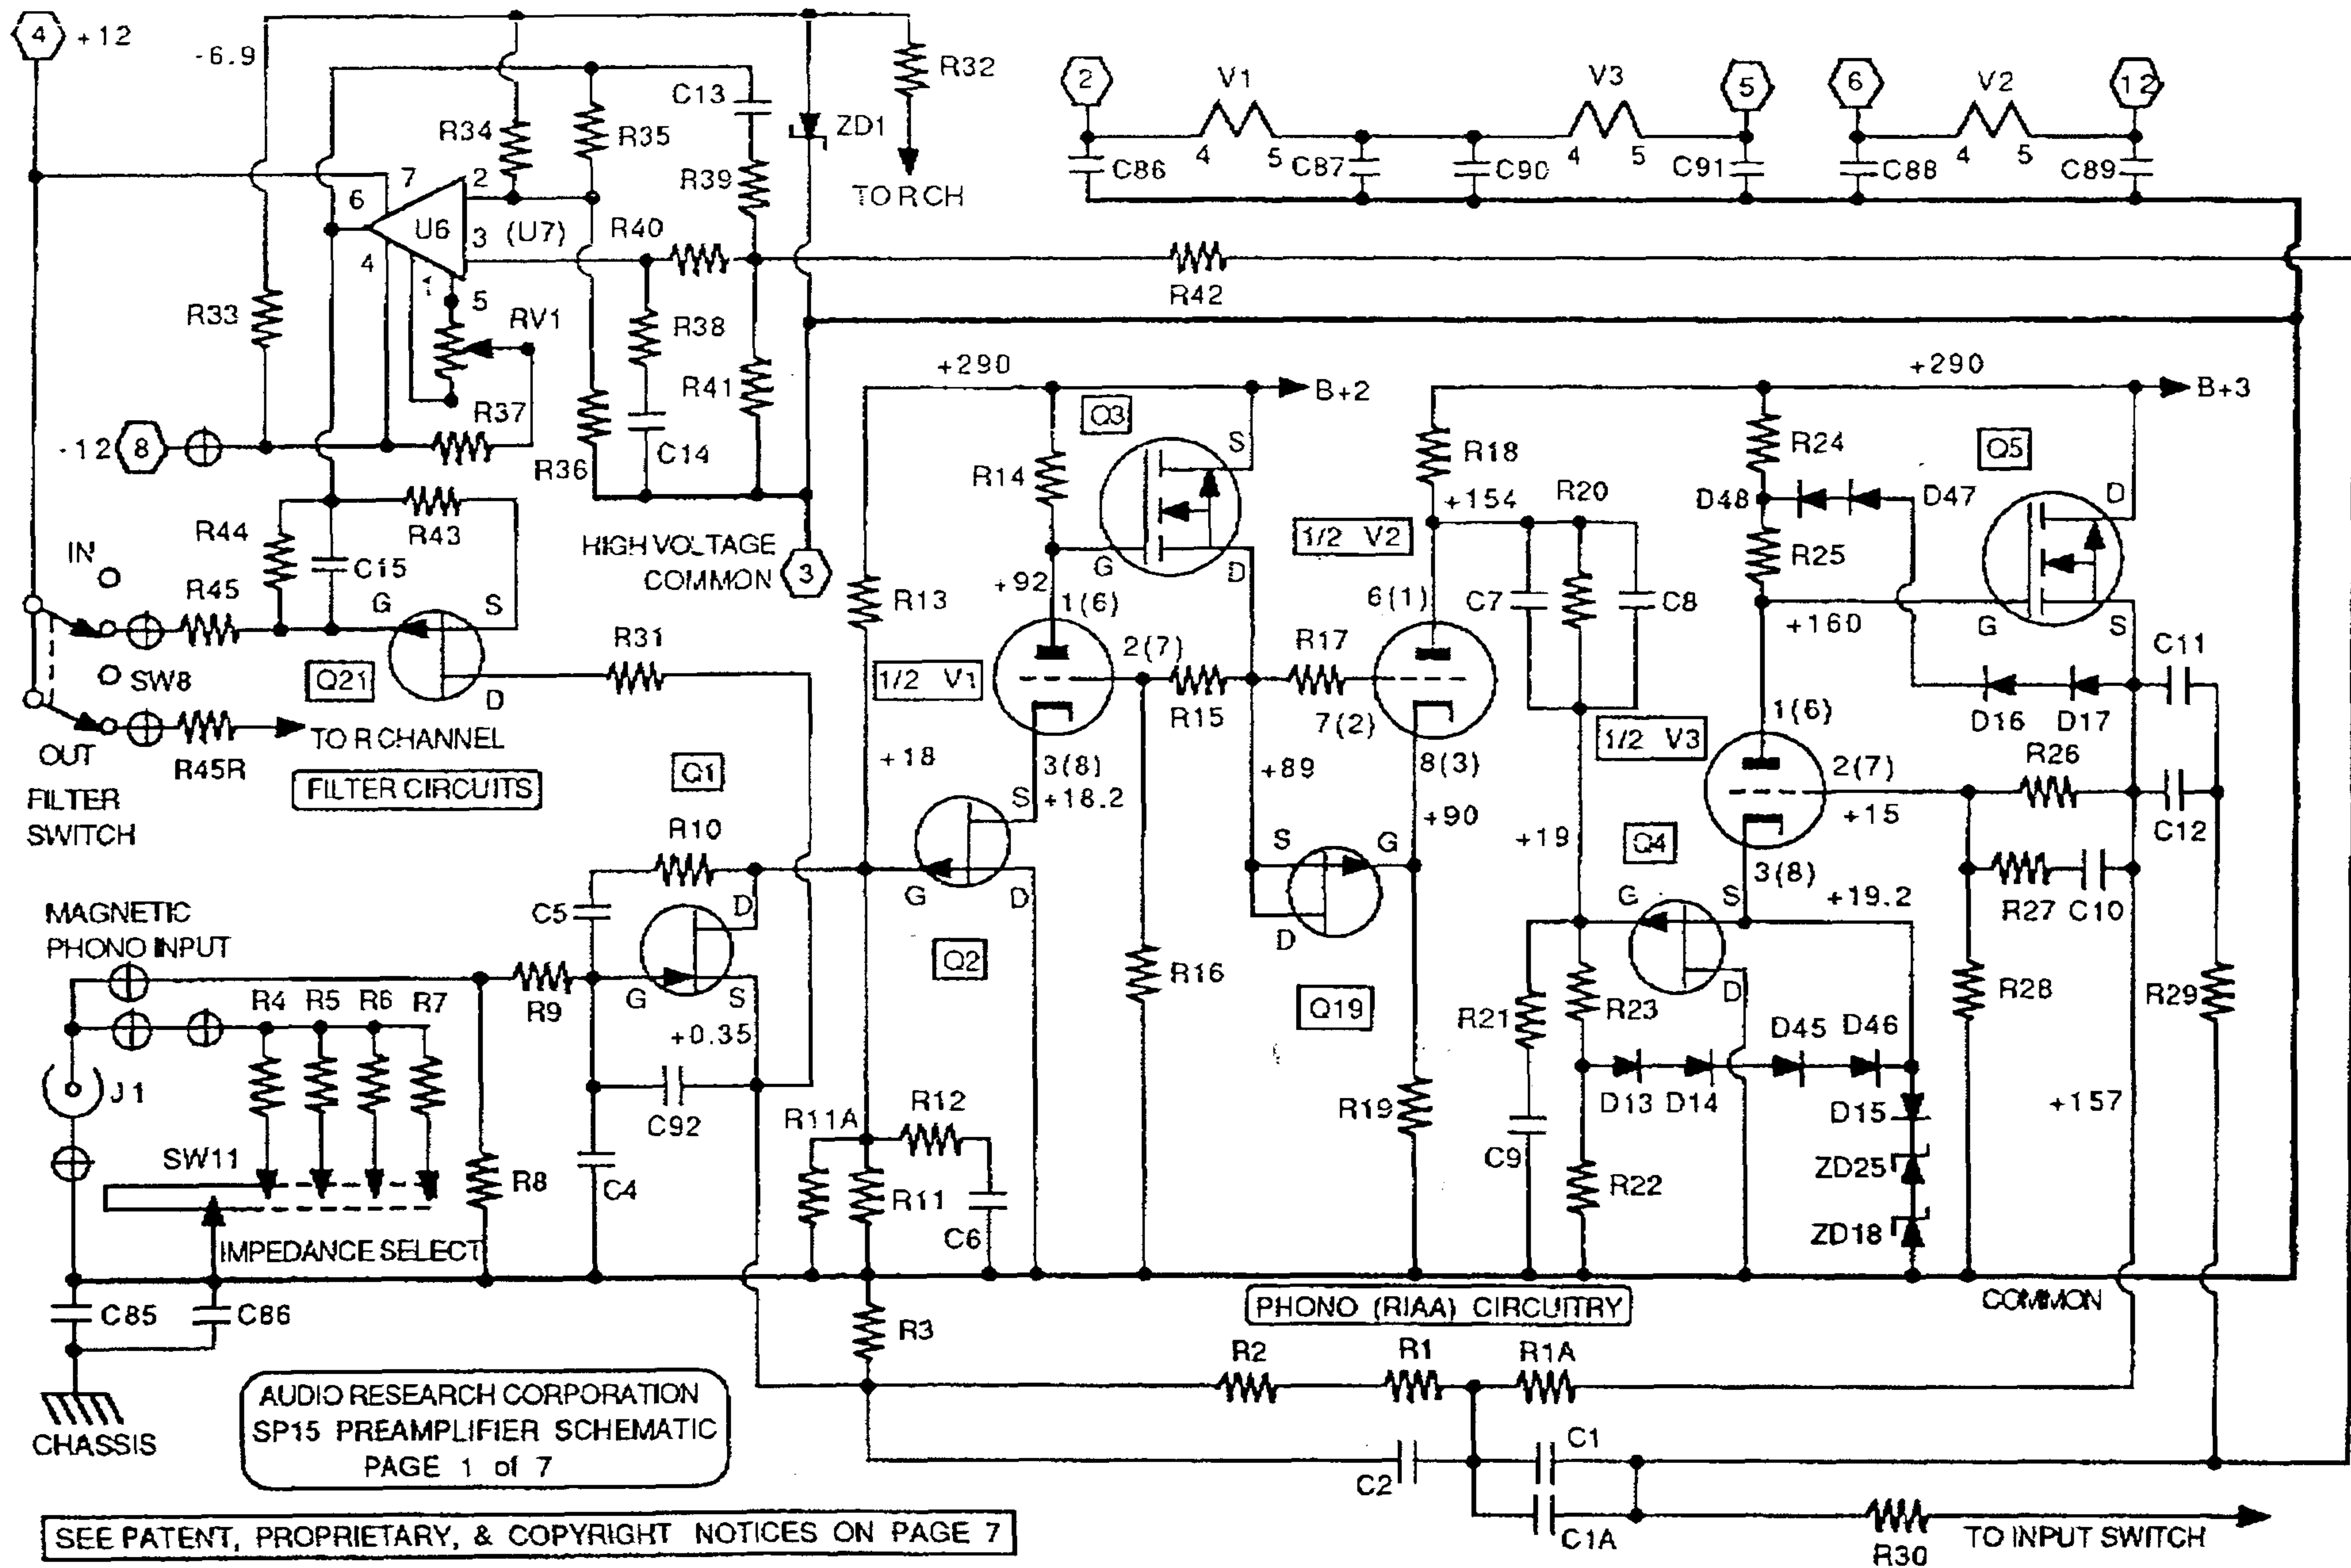 4 +12
-6.9
R32
C13
ZD1
R34
R35
R39
TO R CH
7
2
6
U6
3
(U7)
R40
4
1
5
R33
RV1
R38
R41
R42
R37
-12 8
R36
C14
R44
R43
C15
IN
R45
G
S
SW8
Q21
D
R31
OUT
R45R
TO R CHANNEL
FILTER CIRCUITS
FILTER
SWITCH
HIGH VOLTAGE
COMMON 3
2
V1
V3
5
6
V2
12
C86
4
5
C87
C90
4
5
C91
C88
4
5
C89
+290
B+2
Q3
S
R14
G
D
+92
R13
1(6)
2(7)
1/2 V1
R15
R17
+18
3(8)
+18.2
S
+89
R18
+154
1/2 V2
6(1)
7(2)
8(3)
+90
R20
C7
C8
+290
B+3
R24
Q5
D48
D47
D
R25
G
+160
S
C11
D16
D17
1/2 V3
1(6)
2(7)
R26
+15
C12
+19
Q4
3(8)
+19.2
R27
C10
G
S
D
Q1
R10
C5
D
G
D
Q2
MAGNETIC
PHONO INPUT
R4
R5
R6
R7
R9
G
S
+0.35
J1
C92
SW11
R8
C4
IMPEDANCE SELECT
R11A
R12
R11
C6
R16
S
G
D
Q19
R19
R21
R23
D45
D46
D13
D14
D15
C9
R22
ZD25
ZD18
R28
R29
+157
C85
C86
PHONO (RIAA) CIRCUITRY
COMMON
R3
R2
R1
R1A
CHASSIS
AUDIO RESEARCH CORPORATION
SP15 PREAMPLIFIER SCHEMATIC
PAGE 1 of 7
C2
C1
C1A
R30
TO INPUT SWITCH
SEE PATENT, PROPRIETARY, & COPYRIGHT NOTICES ON PAGE 7